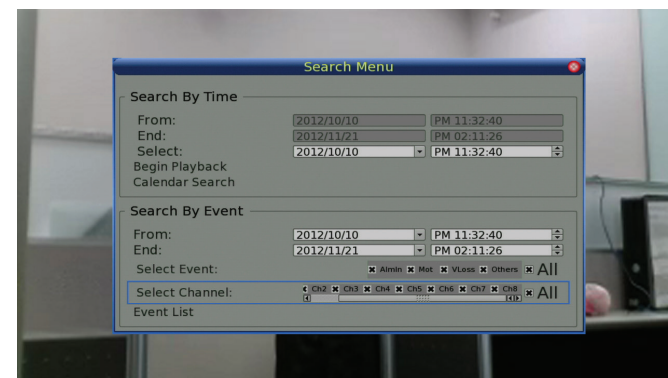 Search Menu
Search By Time
From: 2012/10/10 PM 11:32:40
End: 2012/11/21 PM 02:11:26
Select: 2012/10/10 PM 11:32:40
Begin Playback
Calendar Search
Search By Event
From: 2012/10/10 PM 11:32:40
End: 2012/11/21 PM 02:11:26
Select Event: Almin Mot VLoss Others All
Select Channel: Ch2 Ch3 Ch4 Ch5 Ch6 Ch7 Ch8 All
Event List